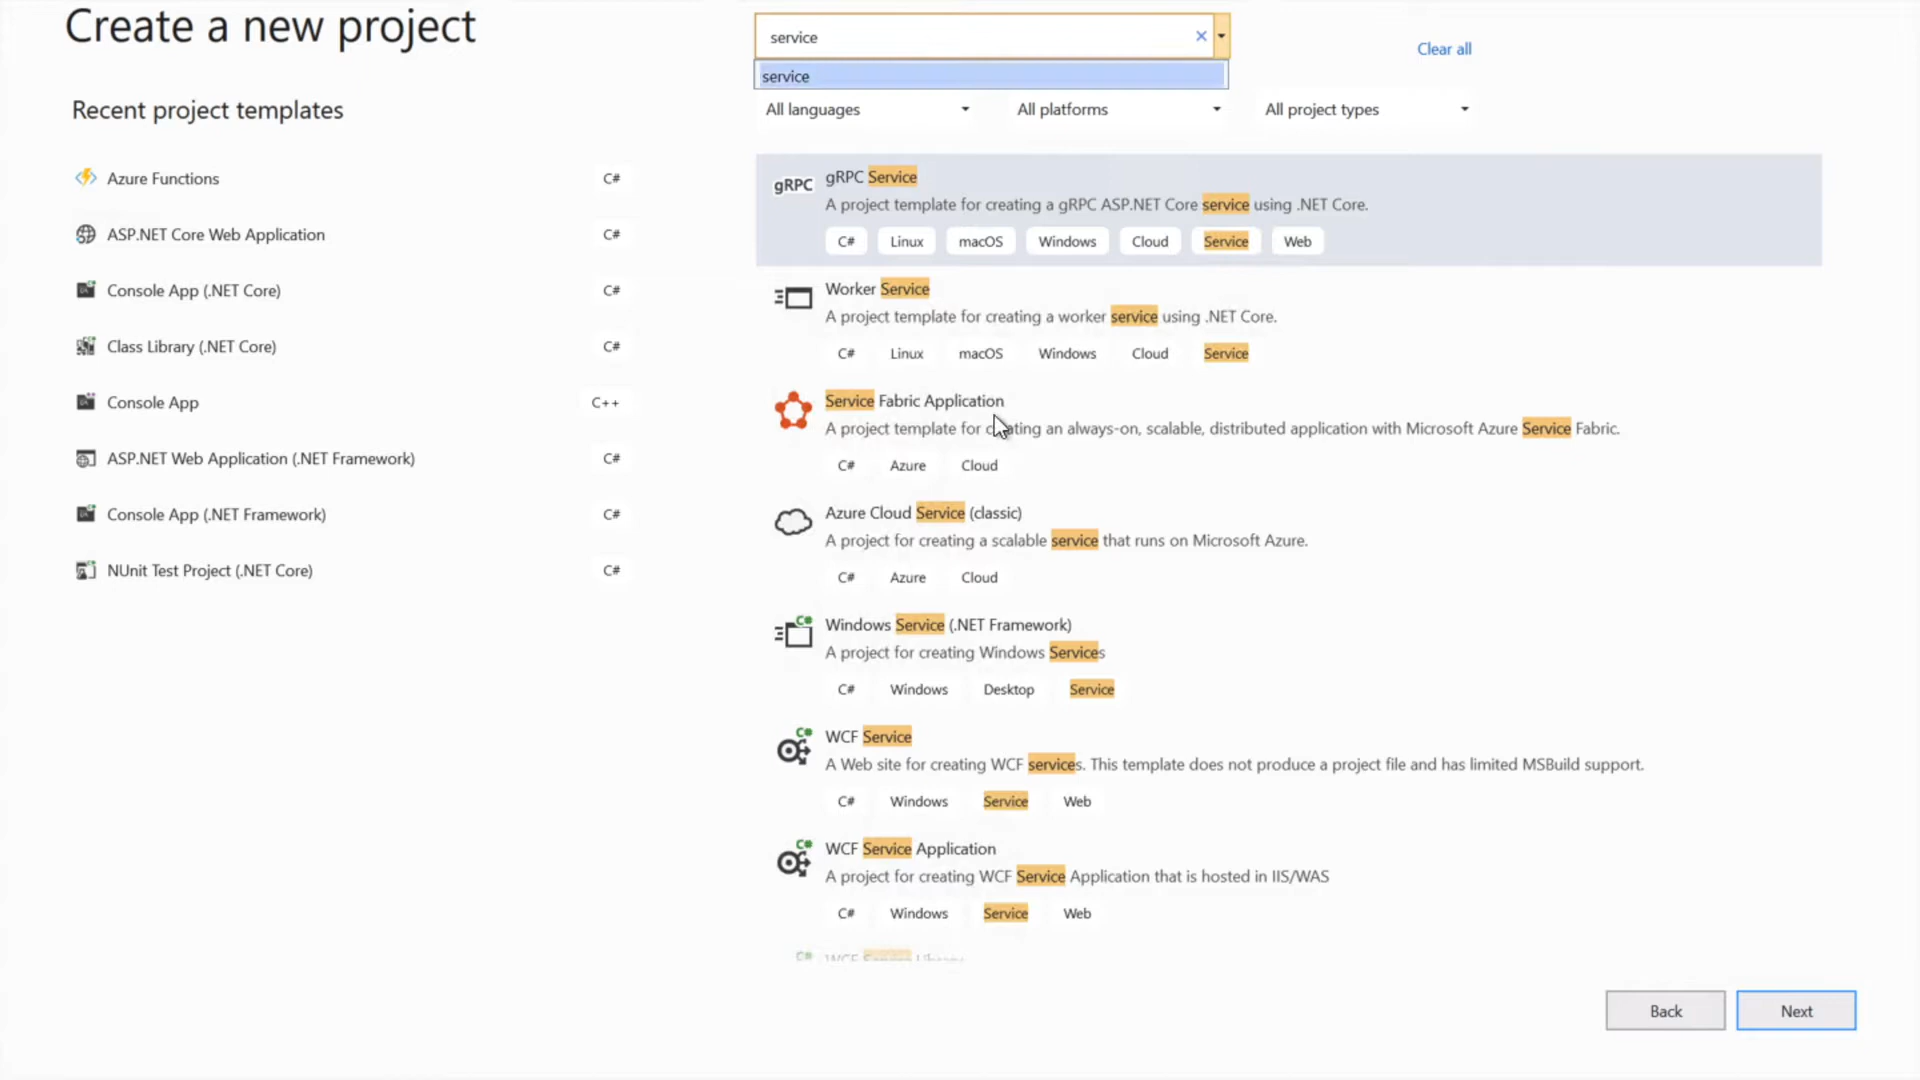 Create a new project
service
Clear all
service
Recent project templates
All languages
All platforms
All project types
Azure Functions C#
ASP.NET Core Web Application C#
Console App (.NET Core) C#
Class Library (.NET Core) C#
Console App C++
ASP.NET Web Application (.NET Framework) C#
Console App (.NET Framework) C#
NUnit Test Project (.NET Core) C#
gRPC
gRPC Service
A project template for creating a gRPC ASP.NET Core service using .NET Core.
C# Linux macOS Windows Cloud Service Web
Worker Service
A project template for creating a worker service using .NET Core.
C# Linux macOS Windows Cloud Service
Service Fabric Application
A project template for creating an always-on, scalable, distributed application with Microsoft Azure Service Fabric.
C# Azure Cloud
Azure Cloud Service (classic)
A project for creating a scalable service that runs on Microsoft Azure.
C# Azure Cloud
C#
Windows Service (.NET Framework)
A project for creating Windows Services
C# Windows Desktop Service
C#
WCF Service
A Web site for creating WCF services. This template does not produce a project file and has limited MSBuild support.
C# Windows Service Web
C#
WCF Service Application
A project for creating WCF Service Application that is hosted in IIS/WAS
C# Windows Service Web
C#
WCF Service Library
Back
Next